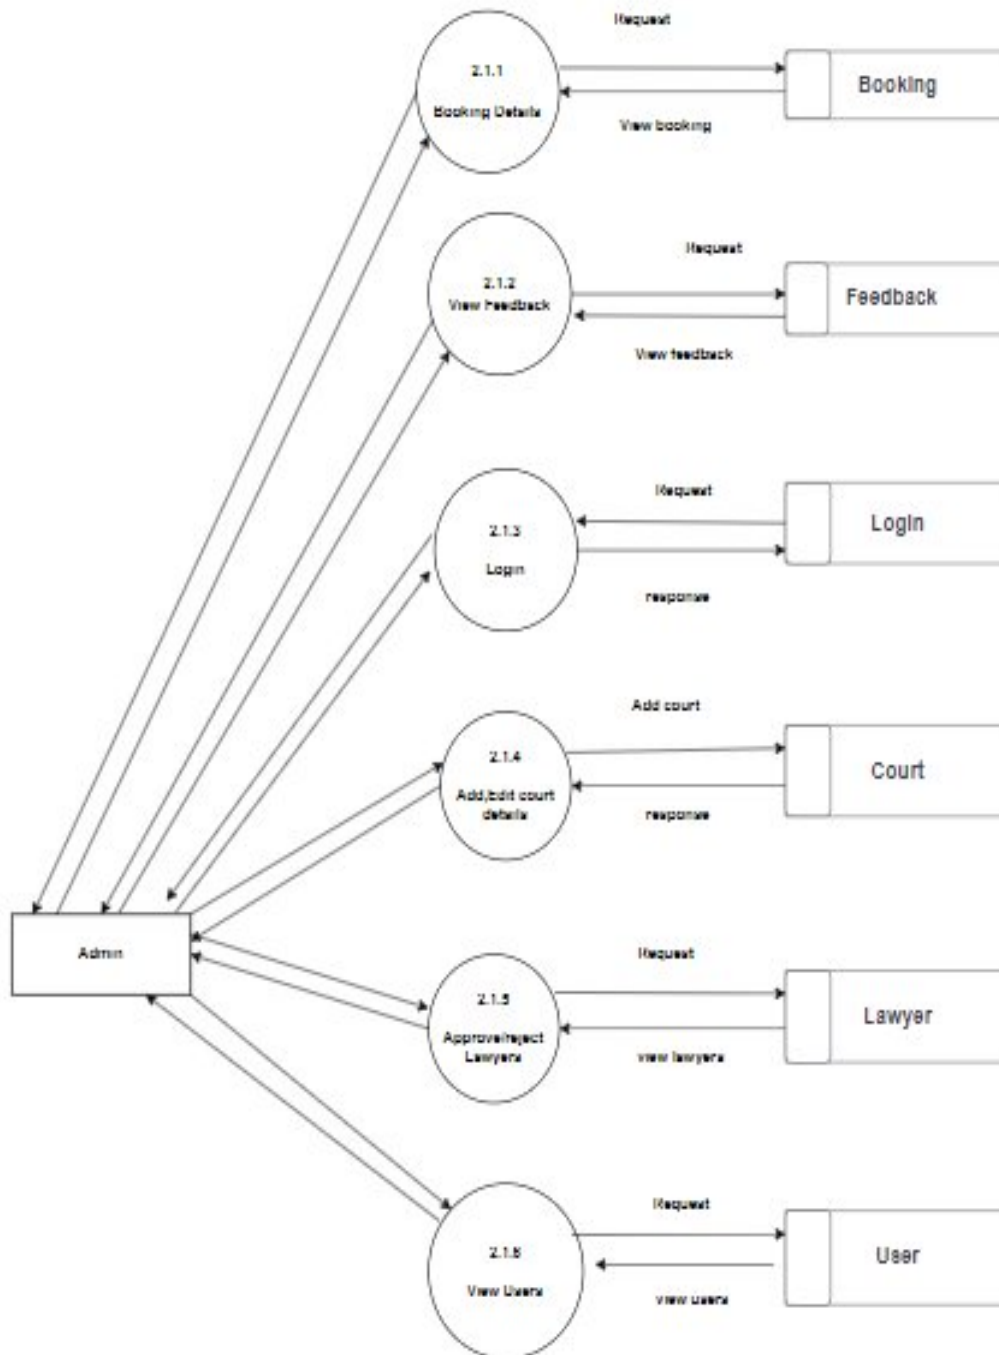 Request
2.1.1
Booking Details
Booking
View booking
Request
2.1.2
View Feedback
Feedback
View feedback
Request
2.1.3
Login
Login
response
Add court
2.1.4
Add/Edit court
details
Court
response
Admin
Request
2.1.5
Approve/reject
Lawyers
Lawyer
view lawyers
Request
2.1.6
View Users
User
view users